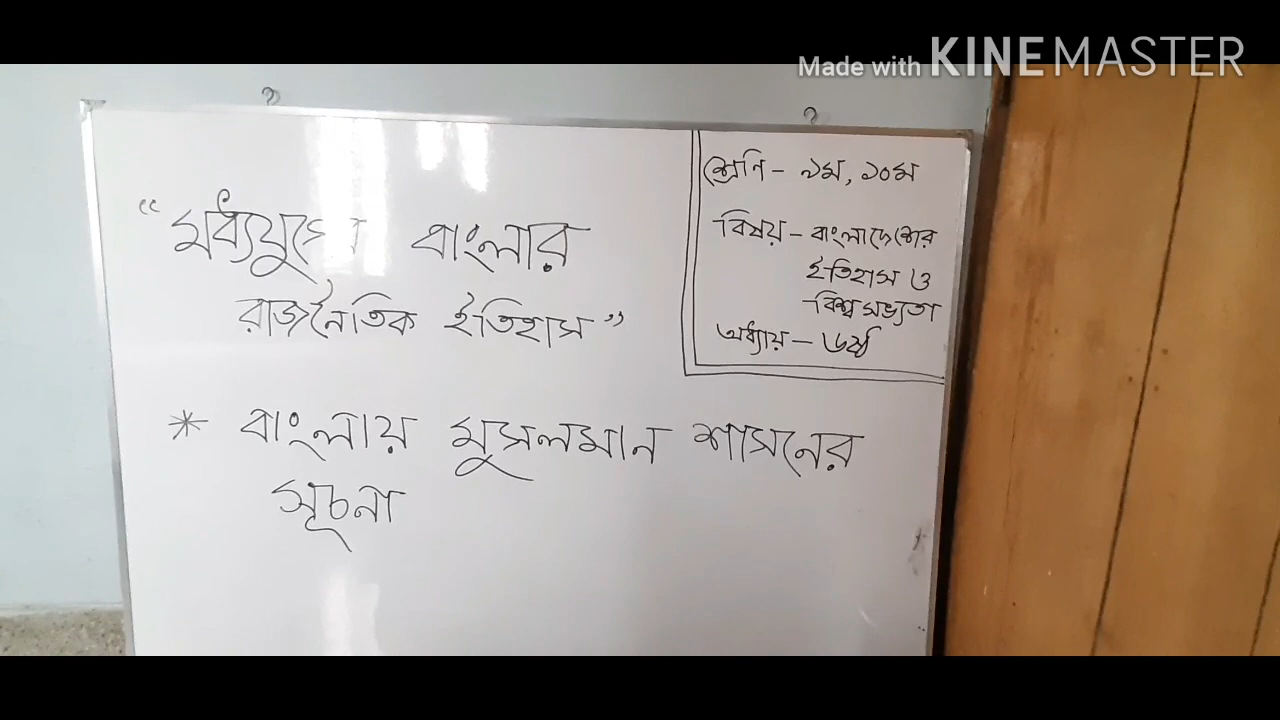 Made with KINEMASTER
শ্রেণি - ৯ম, ১০ম
বিষয় - বাংলাদেশের
ইতিহাস ও
বিশ্বসভ্যতা
অধ্যায় - ৬ষ্ঠ
“মধ্যযুগের বাংলার
রাজনৈতিক ইতিহাস”
* বাংলায় মুসলমান শাসনের
সূচনা